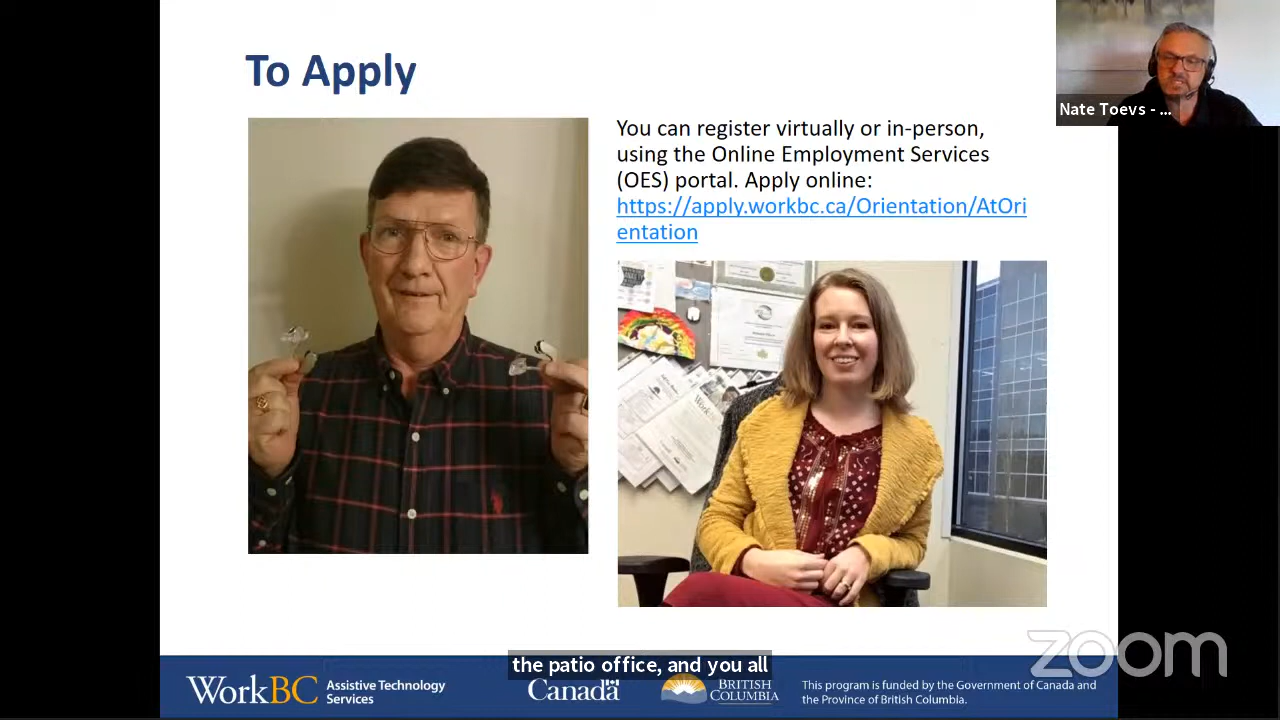 To Apply
You can register virtually or in-person,
using the Online Employment Services
(OES) portal. Apply online:
https://apply.workbc.ca/Orientation/AtOri
entation
Nate Toevs - ...
the patio office, and you all
zoom
WorkBC
Assistive Technology
Services
Canada
BRITISH
COLUMBIA
This program is funded by the Government of Canada and
the Province of British Columbia.